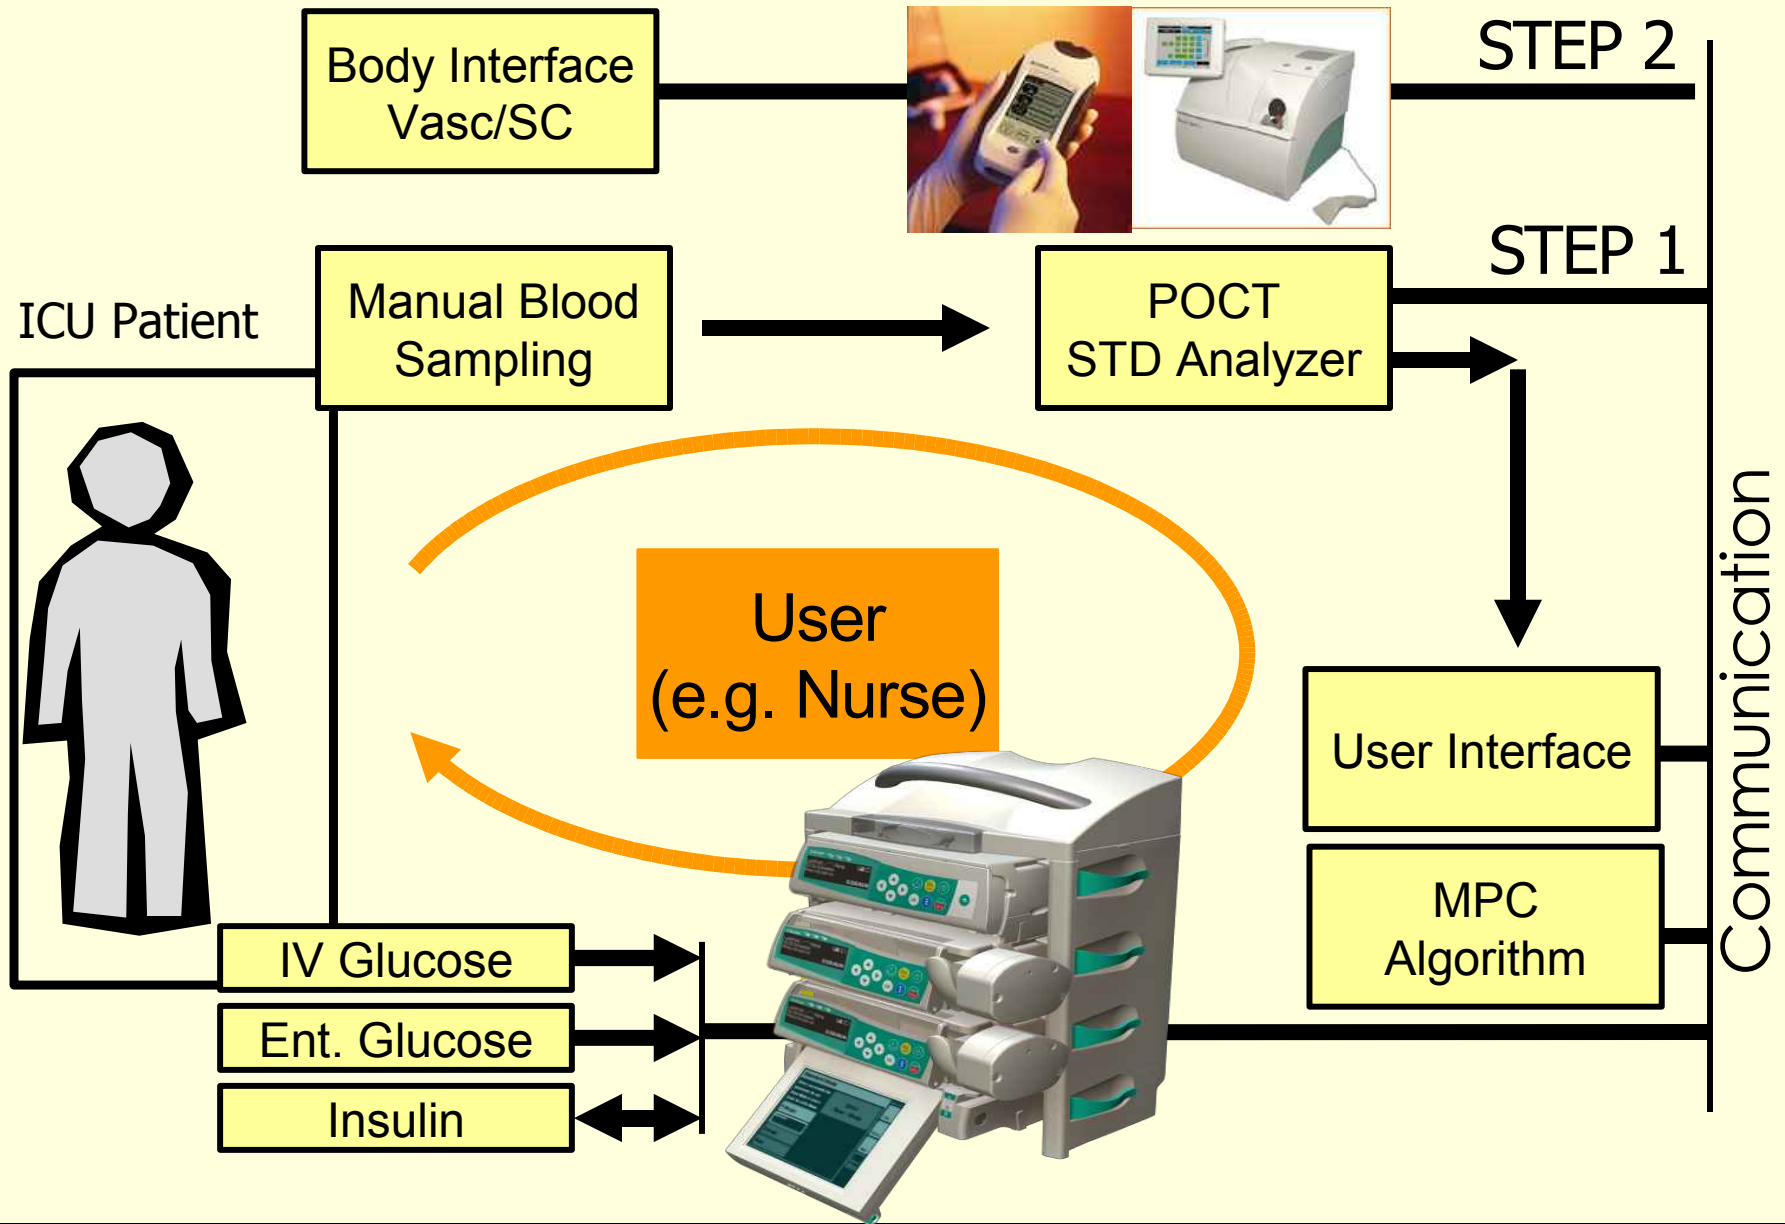 Body Interface
Vasc/SC
STEP 2
STEP 1
ICU Patient
Manual Blood
Sampling
POCT
STD Analyzer
User
(e.g. Nurse)
User Interface
MPC
Algorithm
Communication
IV Glucose
Ent. Glucose
Insulin